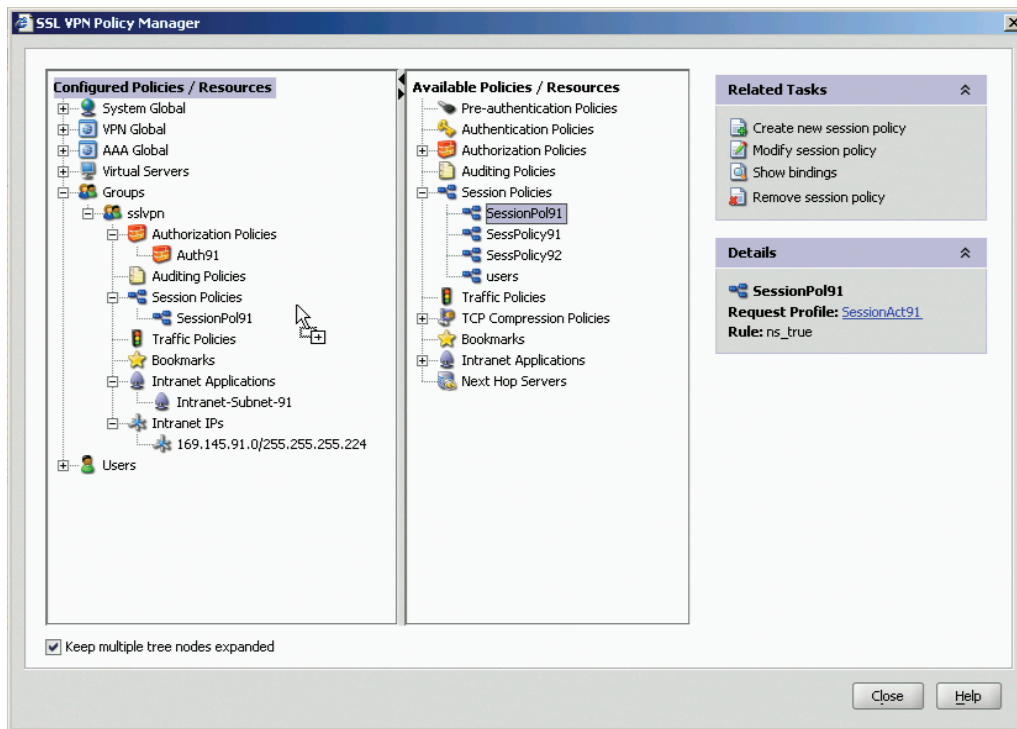 SSL VPN Policy Manager
Configured Policies / Resources
System Global
VPN Global
AAA Global
Virtual Servers
Groups
sslvpn
Authorization Policies
Auth91
Auditing Policies
Session Policies
SessionPol91
Traffic Policies
Bookmarks
Intranet Applications
Intranet-Subnet-91
Intranet IPs
169.145.91.0/255.255.255.224
Users
Available Policies / Resources
Pre-authentication Policies
Authentication Policies
Authorization Policies
Auditing Policies
Session Policies
SessionPol91
SessPolicy91
SessPolicy92
users
Traffic Policies
TCP Compression Policies
Bookmarks
Intranet Applications
Next Hop Servers
Related Tasks
Create new session policy
Modify session policy
Show bindings
Remove session policy
Details
SessionPol91
Request Profile: SessionAct91
Rule: ns_true
Keep multiple tree nodes expanded
Close
Help